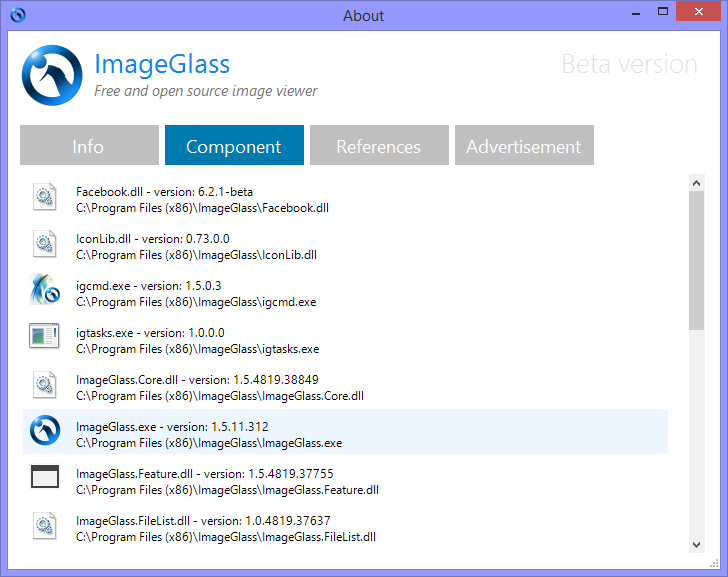 About
ImageGlass
Beta version
Free and open source image viewer
Info
Component
References
Advertisement
Facebook.dll - version: 6.2.1-beta
C:\Program Files (x86)\ImageGlass\Facebook.dll
IconLib.dll - version: 0.73.0.0
C:\Program Files (x86)\ImageGlass\IconLib.dll
igcmd.exe - version: 1.5.0.3
C:\Program Files (x86)\ImageGlass\igcmd.exe
igtasks.exe - version: 1.0.0.0
C:\Program Files (x86)\ImageGlass\igtasks.exe
ImageGlass.Core.dll - version: 1.5.4819.38849
C:\Program Files (x86)\ImageGlass\ImageGlass.Core.dll
ImageGlass.exe - version: 1.5.11.312
C:\Program Files (x86)\ImageGlass\ImageGlass.exe
ImageGlass.Feature.dll - version: 1.5.4819.37755
C:\Program Files (x86)\ImageGlass\ImageGlass.Feature.dll
ImageGlass.FileList.dll - version: 1.0.4819.37637
C:\Program Files (x86)\ImageGlass\ImageGlass.FileList.dll